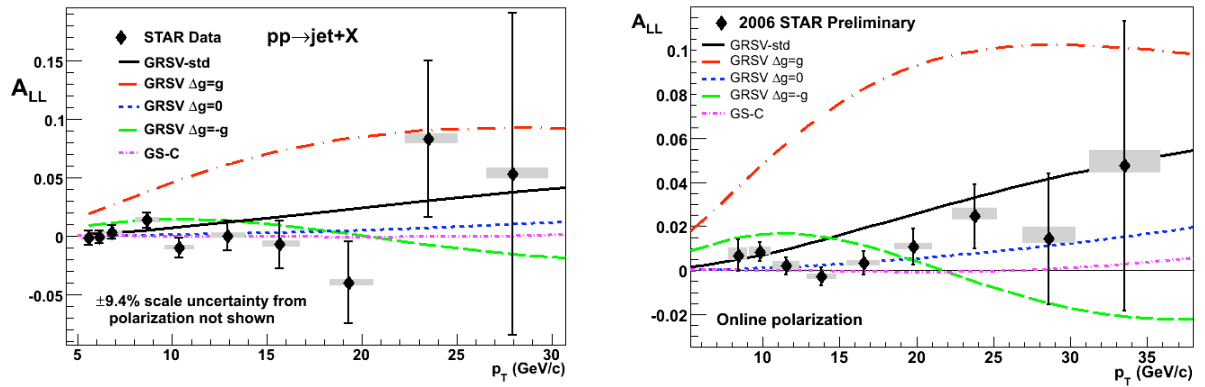 A_LL
0.15
0.1
0.05
0
-0.05
STAR Data
pp→jet+X
GRSV-std
GRSV Δg=g
GRSV Δg=0
GRSV Δg=-g
GS-C
±9.4% scale uncertainty from
polarization not shown
5 10 15 20 25 30
p_T (GeV/c)
A_LL
0.1
0.08
0.06
0.04
0.02
0
-0.02
2006 STAR Preliminary
GRSV-std
GRSV Δg=g
GRSV Δg=0
GRSV Δg=-g
GS-C
Online polarization
10 15 20 25 30 35
p_T (GeV/c)